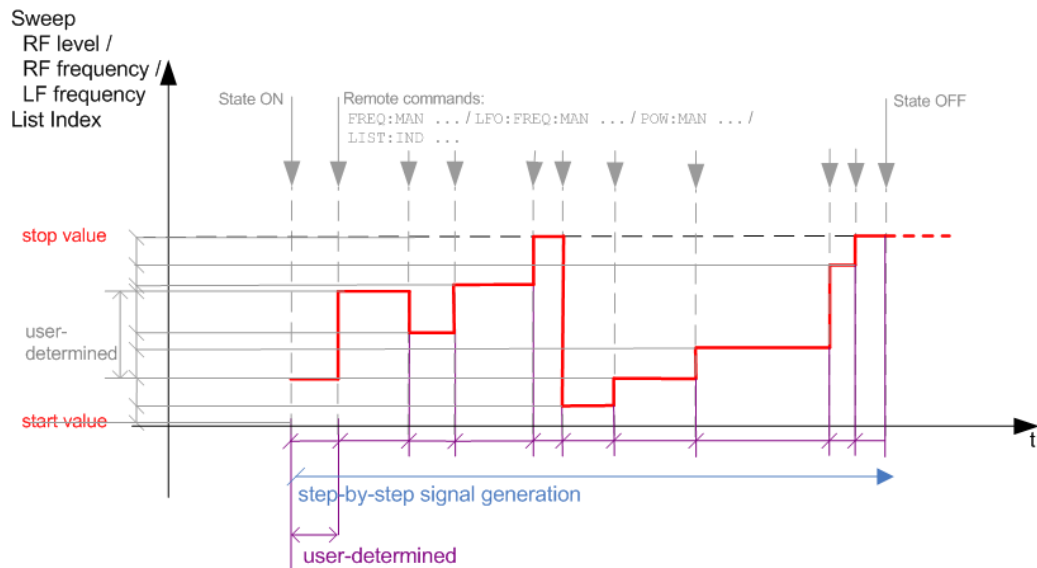 Sweep
RF level /
RF frequency /
LF frequency
List Index
State ON
Remote commands:
FREQ:MAN ... / LFO:FREQ:MAN ... / POW:MAN ... /
LIST:IND ...
State OFF
stop value
user-
determined
start value
t
step-by-step signal generation
user-determined